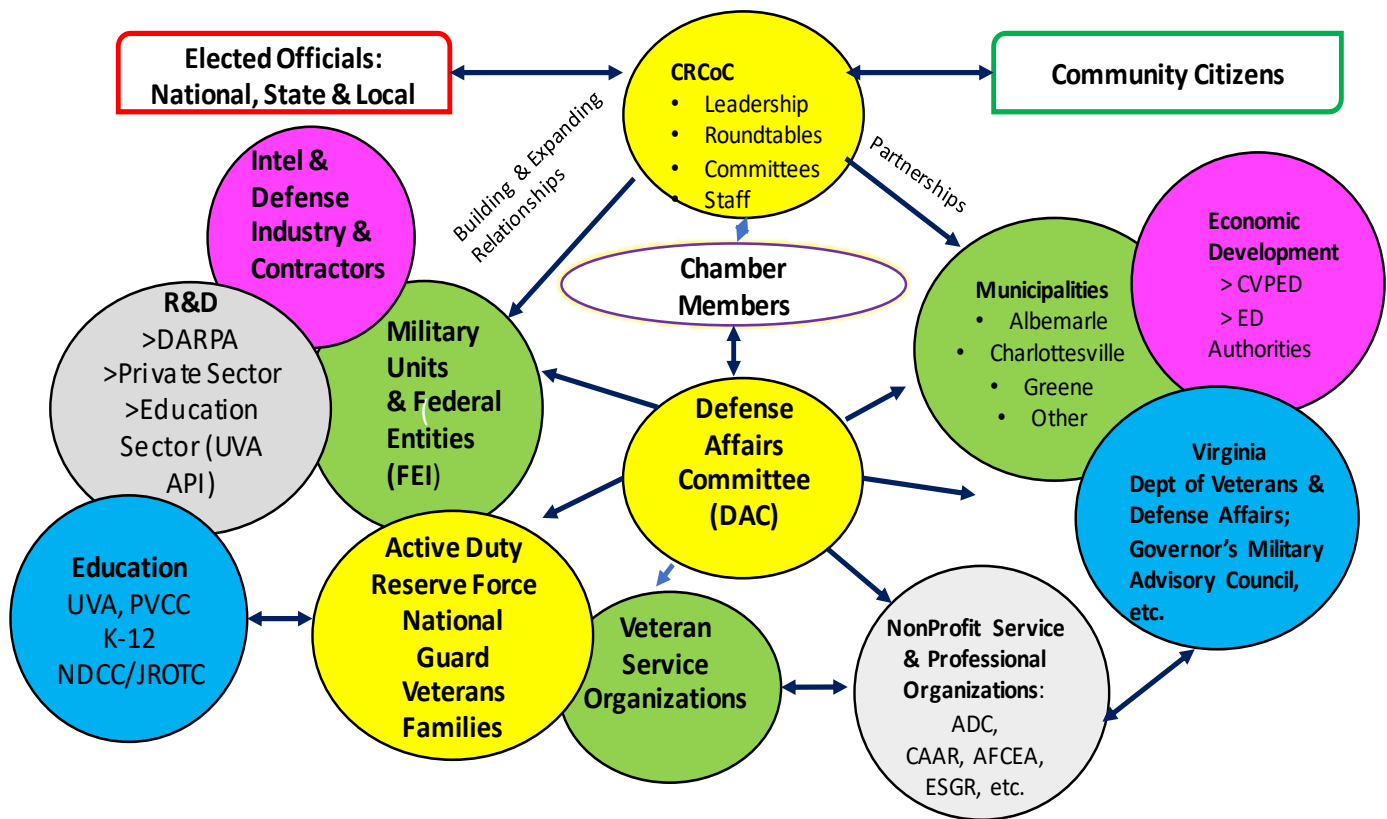 Elected Officials:
National, State & Local
CRCoC
• Leadership
• Roundtables
• Committees
• Staff
Community Citizens
Building & Expanding
Relationships
Partnerships
Intel &
Defense
Industry &
Contractors
Chamber
Members
Economic
Development
> CVPED
> ED
Authorities
Municipalities
• Albemarle
• Charlottesville
• Greene
• Other
R&D
>DARPA
>Private Sector
>Education
Sector (UVA
API)
Military
Units
& Federal
Entities
(FEI)
(
Defense
Affairs
Committee
(DAC)
Virginia
Dept of Veterans &
Defense Affairs;
Governor's Military
Advisory Council,
etc.
Education
UVA, PVCC
K-12
NDCC/JROTC
Active Duty
Reserve Force
National
Guard
Veterans
Families
Veteran
Service
Organizations
NonProfit Service
& Professional
Organizations:
ADC,
CAAR, AFCEA,
ESGR, etc.